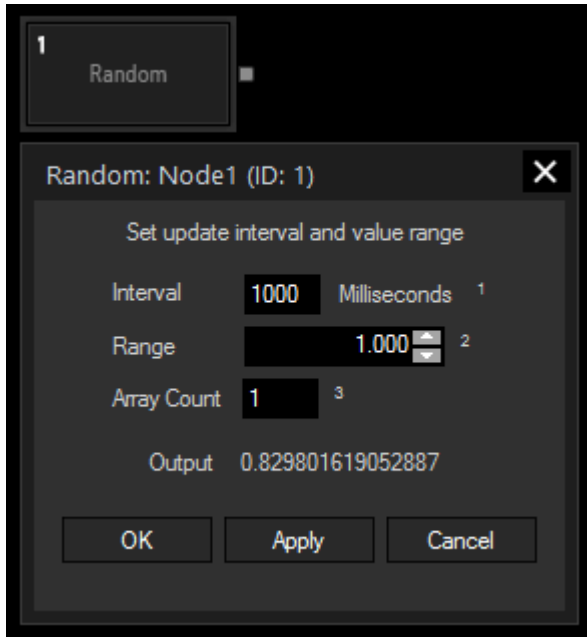 1
Random
Random: Node1 (ID: 1)
Set update interval and value range
Interval 1000 Milliseconds 1
Range 1.000 2
Array Count 1 3
Output 0.829801619052887
OK Apply Cancel